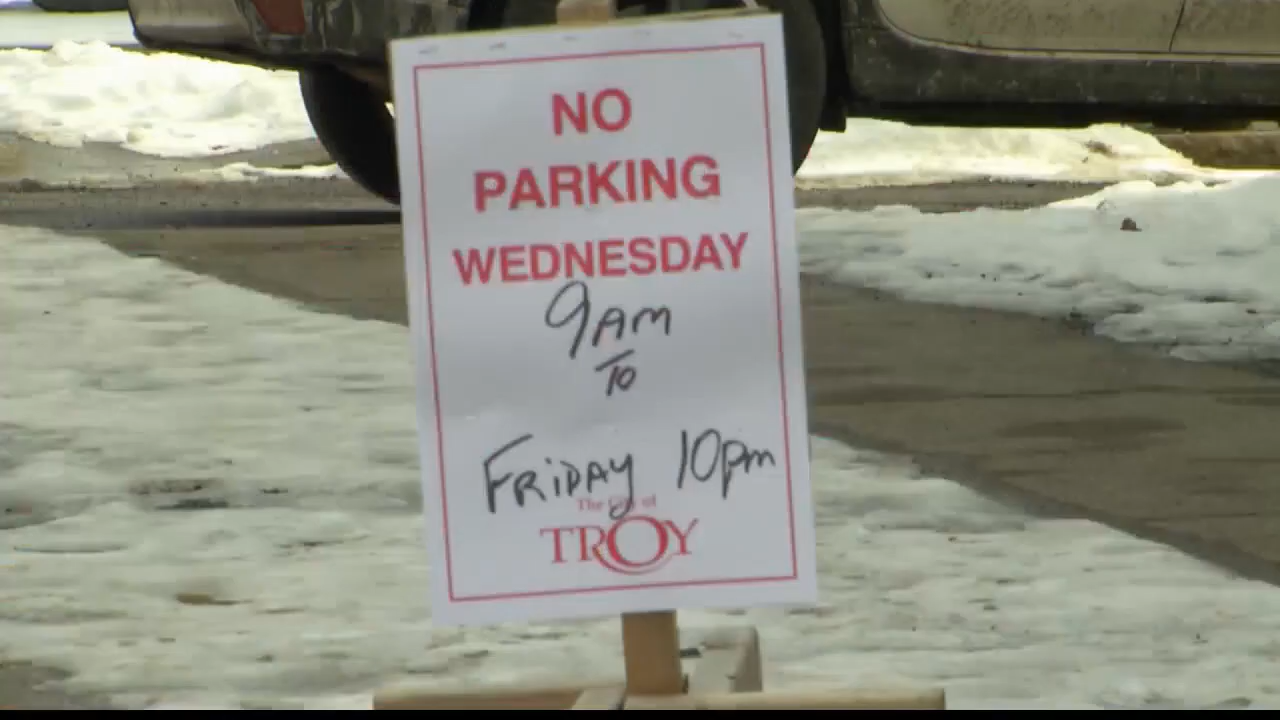 NO
PARKING
WEDNESDAY
9AM
TO
FRiDAY 10pm
The City of
TROY